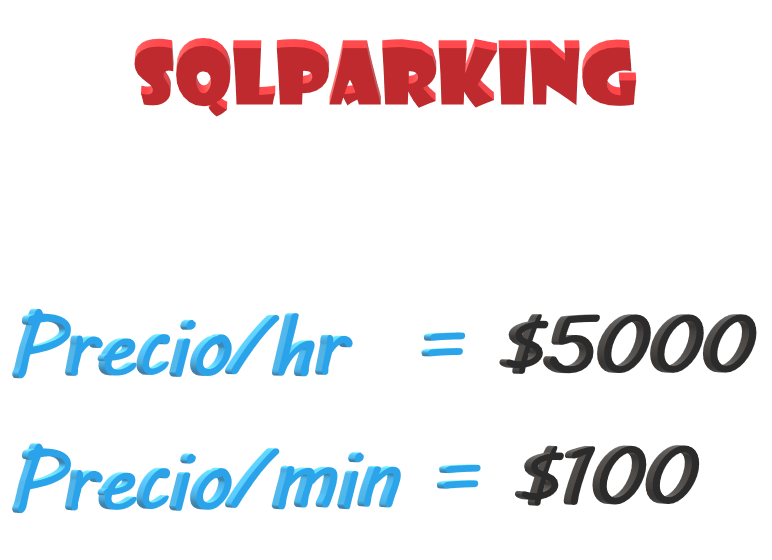 SQLPARKING
Precio/hr = $5000
Precio/min = $100